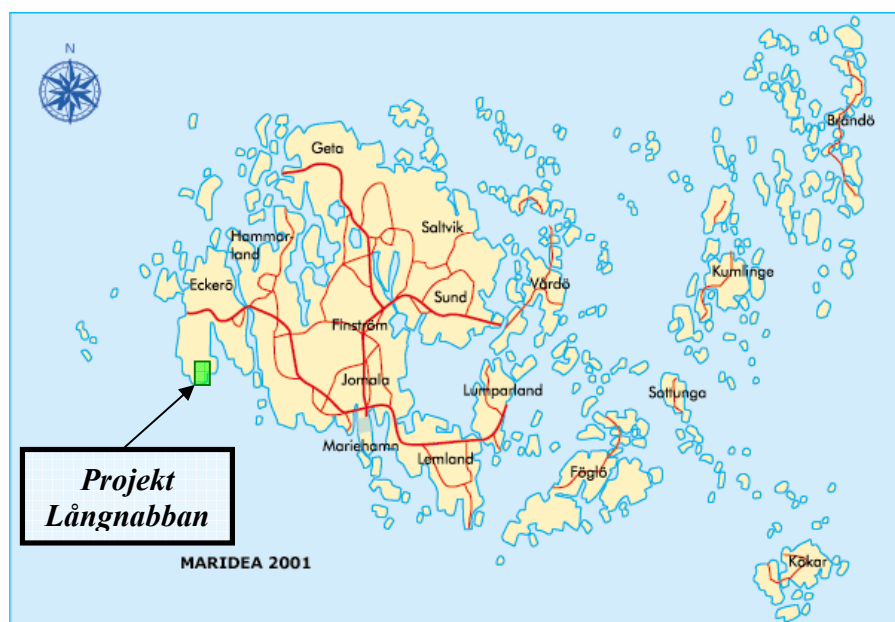 N
Geta
Brändö
Saltvik
Hammar-
land
Eckerö
Kumlinge
Vårdö
Sund
Finström
Jomala
Lumparland
Sottunga
Mariehamn
Lemland
Föglö
Projekt
Långnabban
MARIDEA 2001
Kökar